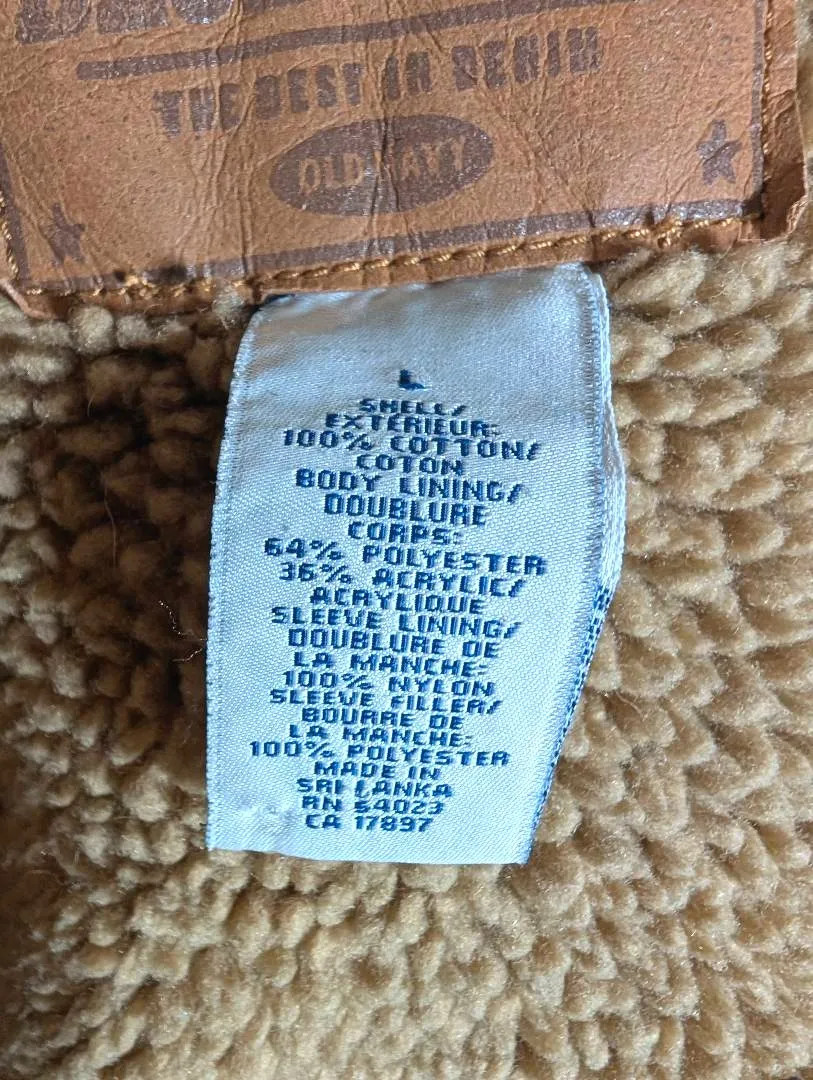 THE BEST IN DENIM
OLD NAVY
L
SHELL/
EXTÉRIEUR:
100% COTTON/
COTON
BODY LINING/
DOUBLURE
CORPS:
64% POLYESTER
36% ACRYLIC/
ACRYLIQUE
SLEEVE LINING/
DOUBLURE DE
LA MANCHE:
100% NYLON
SLEEVE FILLER/
BOURRE DE
LA MANCHE:
100% POLYESTER
MADE IN
SRI LANKA
RN 54023
CA 17897